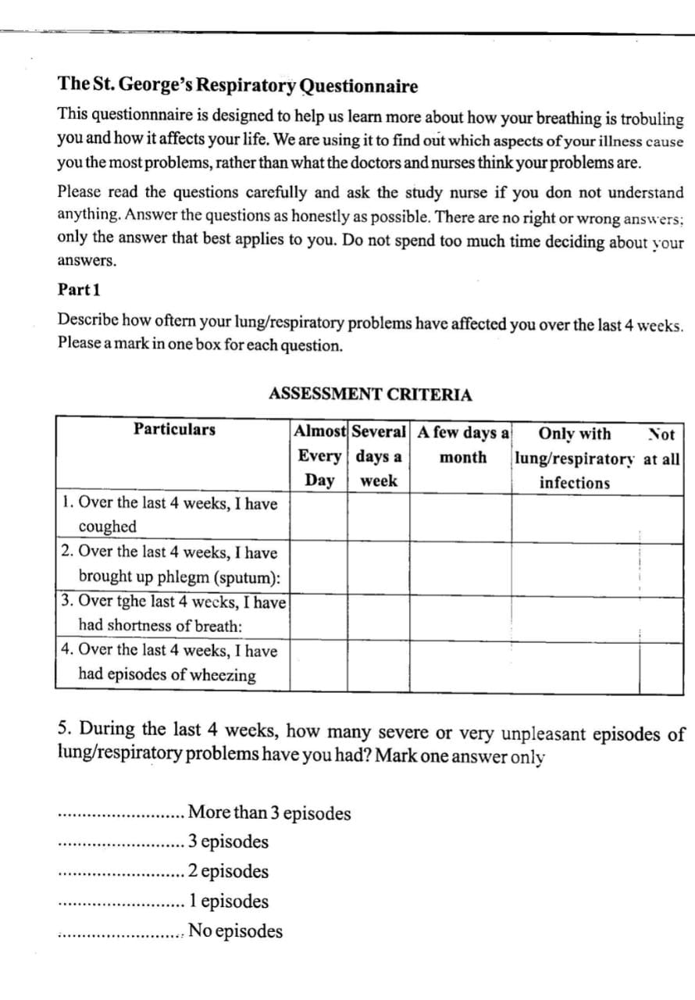 The St. George's Respiratory Questionnaire
This questionnnaire is designed to help us learn more about how your breathing is trobuling
you and how it affects your life. We are using it to find out which aspects of your illness cause
you the most problems, rather than what the doctors and nurses think your problems are.
Please read the questions carefully and ask the study nurse if you don not understand
anything. Answer the questions as honestly as possible. There are no right or wrong answers;
only the answer that best applies to you. Do not spend too much time deciding about your
answers.
Part 1
Describe how oftern your lung/respiratory problems have affected you over the last 4 weeks.
Please a mark in one box for each question.
ASSESSMENT CRITERIA
Particulars Almost Several A few days a Only with Not
Every days a month lung/respiratory at all
Day week infections
1. Over the last 4 weeks, I have
coughed
2. Over the last 4 weeks, I have
brought up phlegm (sputum):
3. Over tghe last 4 weeks, I have
had shortness of breath:
4. Over the last 4 weeks, I have
had episodes of wheezing
5. During the last 4 weeks, how many severe or very unpleasant episodes of
lung/respiratory problems have you had? Mark one answer only
.......................... More than 3 episodes
.......................... 3 episodes
.......................... 2 episodes
.......................... 1 episodes
.......................... No episodes